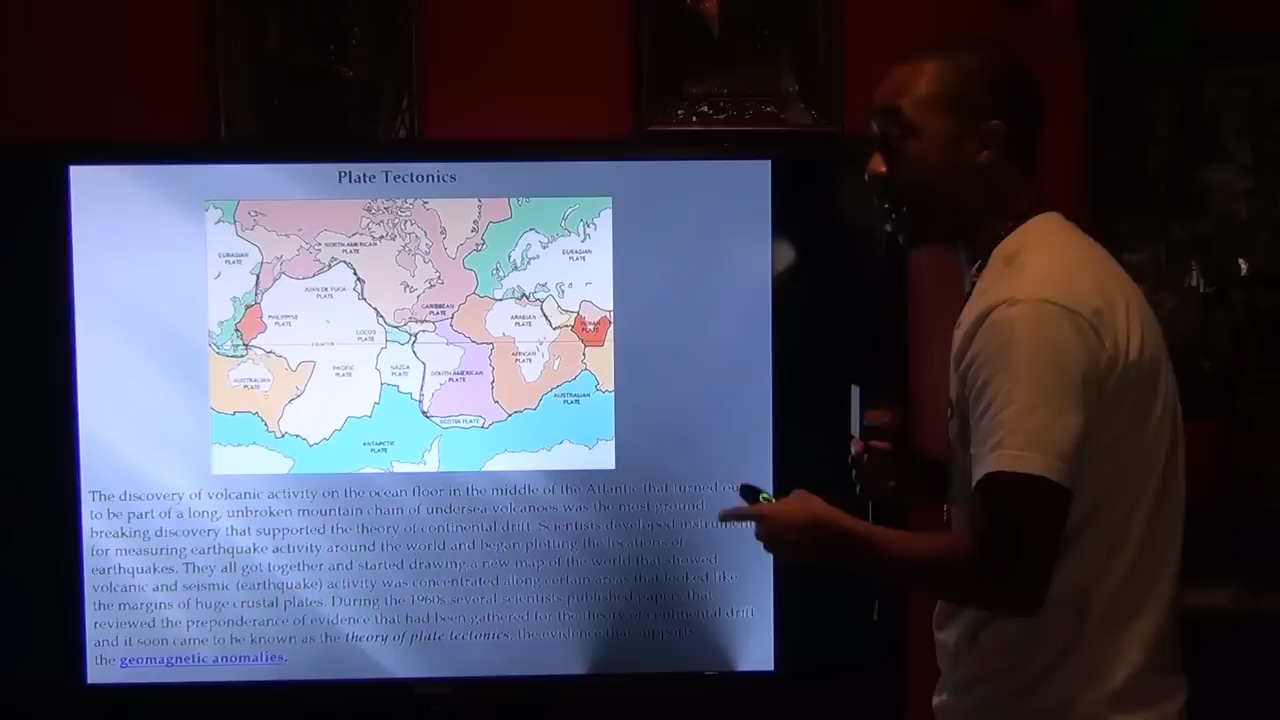 Plate Tectonics
EURASIAN
PLATE
NORTH AMERICAN
PLATE
EURASIAN
PLATE
JUAN DE FUCA
PLATE
CARIBBEAN
PLATE
PHILIPPINE
PLATE
ARABIAN
PLATE
INDIAN
PLATE
COCOS
PLATE
EQUATOR
AFRICAN
PLATE
PACIFIC
PLATE
NAZCA
PLATE
SOUTH AMERICAN
PLATE
AUSTRALIAN
PLATE
AUSTRALIAN
PLATE
SCOTIA PLATE
ANTARCTIC
PLATE
The discovery of volcanic activity on the ocean floor in the middle of the Atlantic that turned out
to be part of a long, unbroken mountain chain of undersea volcanoes was the most ground
breaking discovery that supported the theory of continental drift. Scientists developed instrument
for measuring earthquake activity around the world and began plotting the locations of
earthquakes. They all got together and started drawing a new map of the world that showed
volcanic and seismic (earthquake) activity was concentrated along certain areas that looked like
the margins of huge crustal plates. During the 1960s several scientists published papers that
reviewed the preponderance of evidence that had been gathered for the theory of continental drift
and it soon came to be known as the theory of plate tectonics, the evidence that supports
the geomagnetic anomalies.